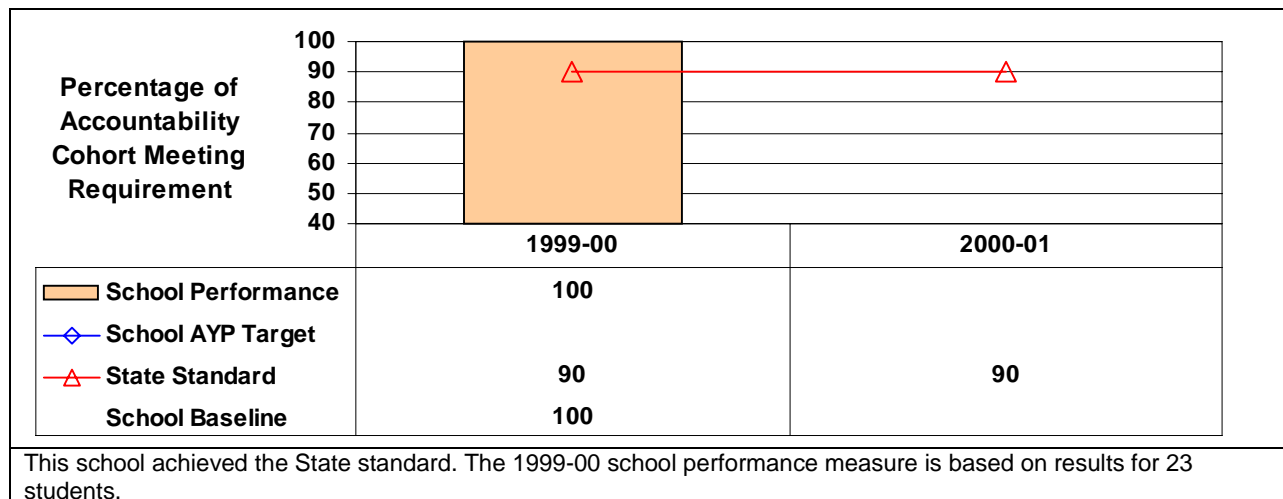 100
90
80
70
60
50
40
Percentage of
Accountability
Cohort Meeting
Requirement
1999-00 2000-01
School Performance 100
School AYP Target
State Standard 90 90
School Baseline 100
This school achieved the State standard. The 1999-00 school performance measure is based on results for 23
students.